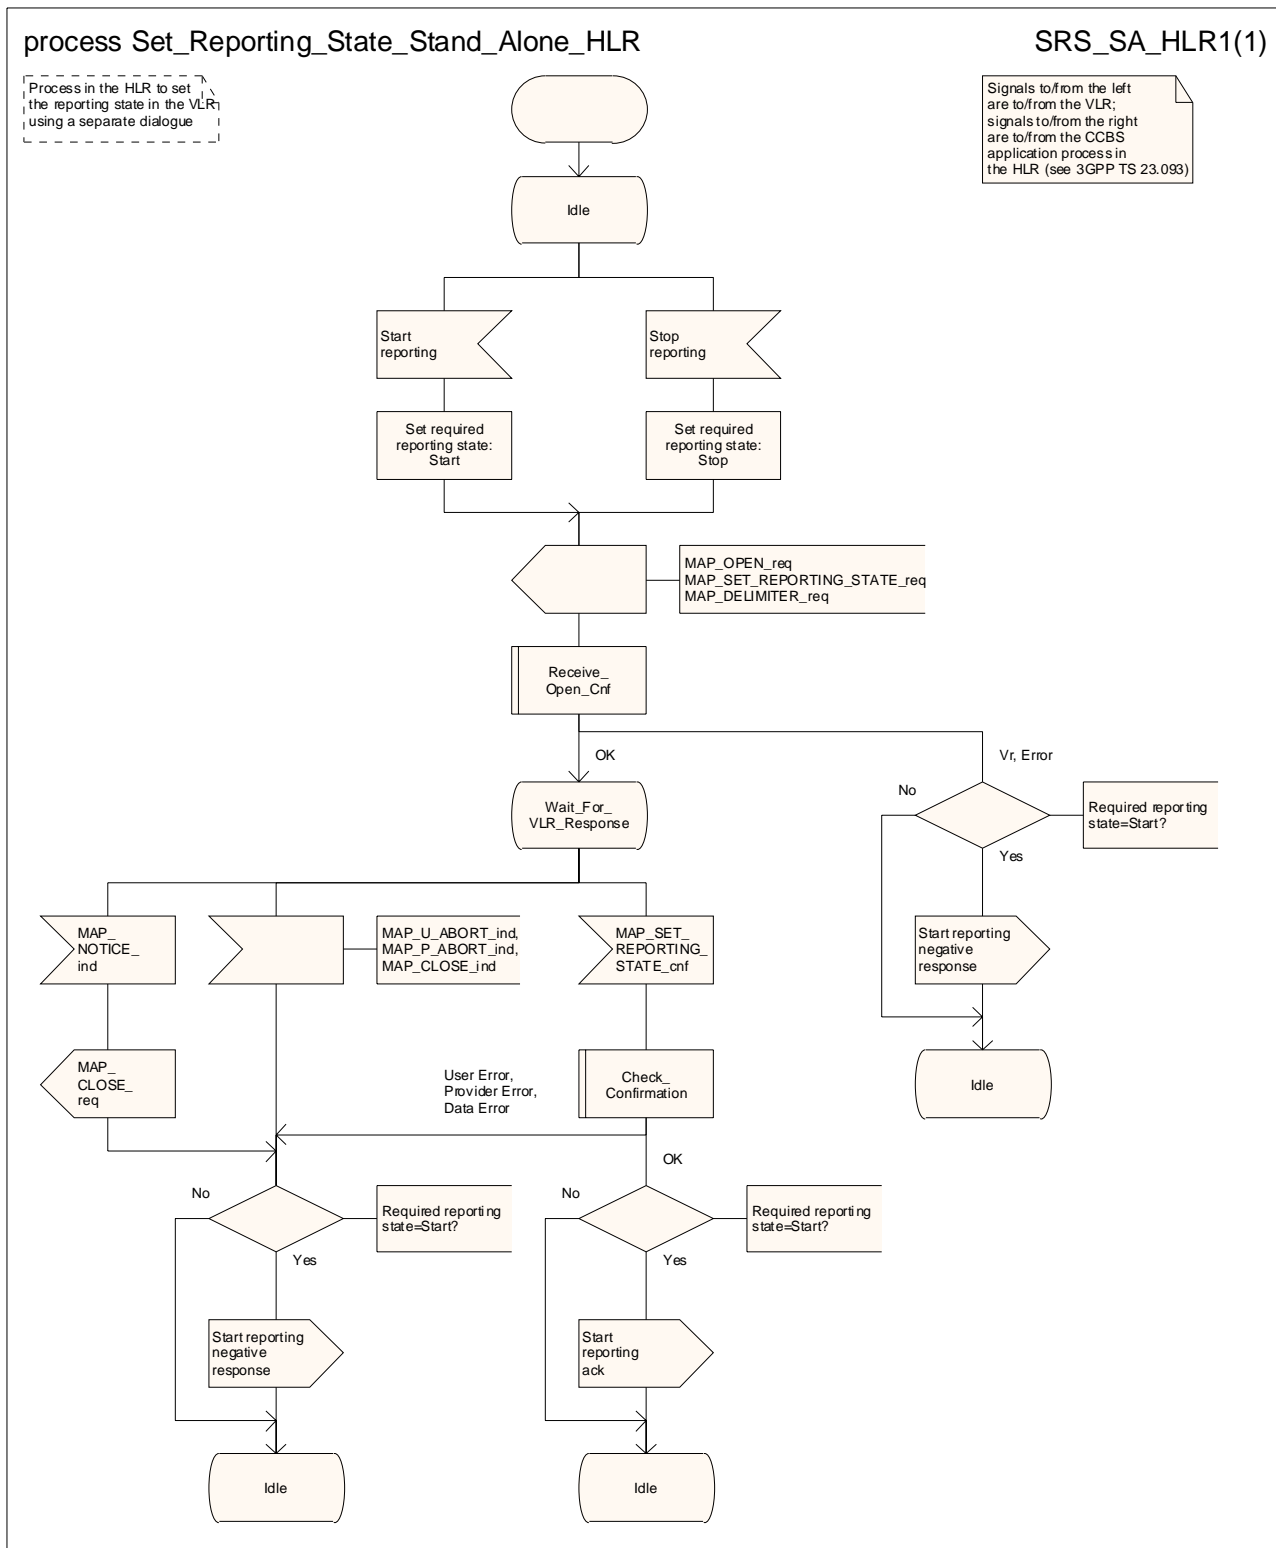 process Set_Reporting_State_Stand_Alone_HLR
SRS_SA_HLR1(1)
Process in the HLR to set
the reporting state in the VLR
using a separate dialogue
Signals to/from the left
are to/from the VLR;
signals to/from the right
are to/from the CCBS
application process in
the HLR (see 3GPP TS 23.093)
Idle
Start
reporting
Stop
reporting
Set required
reporting state:
Start
Set required
reporting state:
Stop
MAP_OPEN_req
MAP_SET_REPORTING_STATE_req
MAP_DELIMITER_req
Receive_
Open_Cnf
OK
Vr, Error
Wait_For_
VLR_Response
No
Required reporting
state=Start?
Yes
MAP_
NOTICE_
ind
MAP_U_ABORT_ind,
MAP_P_ABORT_ind,
MAP_CLOSE_ind
MAP_SET_
REPORTING_
STATE_cnf
Start reporting
negative
response
MAP_
CLOSE_
req
User Error,
Provider Error,
Data Error
Check_
Confirmation
Idle
OK
No
Required reporting
state=Start?
Yes
No
Required reporting
state=Start?
Yes
Start reporting
negative
response
Start
reporting
ack
Idle
Idle